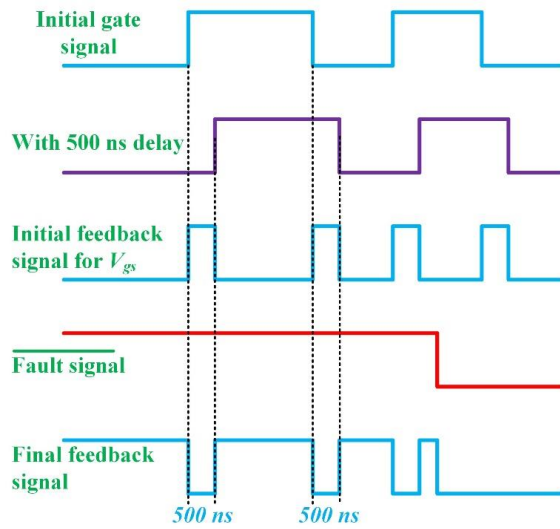 Initial gate
signal
With 500 ns delay
Initial feedback
signal for Vgs
Fault signal
Final feedback
signal
500 ns
500 ns